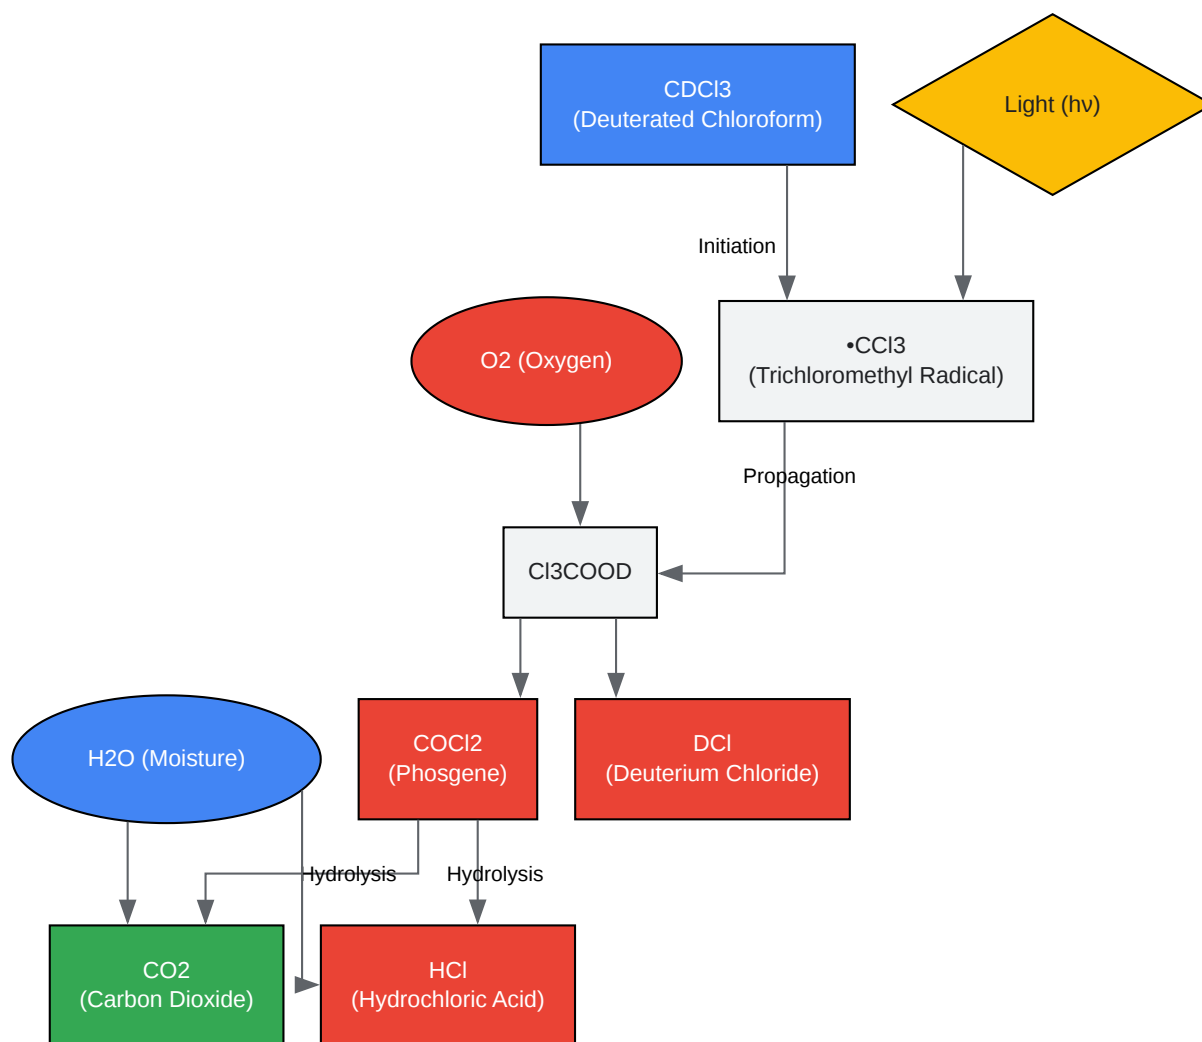 CDCl3
(Deuterated Chloroform)
Light (hν)
Initiation
O2 (Oxygen)
•CCl3
(Trichloromethyl Radical)
Propagation
Cl3COOD
H2O (Moisture)
COCl2
(Phosgene)
DCl
(Deuterium Chloride)
Hydrolysis
Hydrolysis
CO2
(Carbon Dioxide)
HCl
(Hydrochloric Acid)